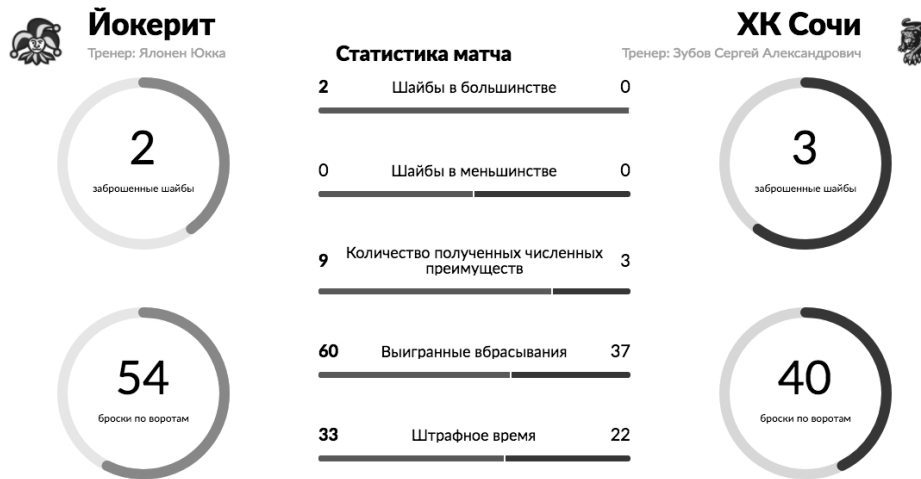 Йокерит
Тренер: Ялонен Юкка
ХК Сочи
Тренер: Зубов Сергей Александрович
Статистика матча
2 Шайбы в большинстве 0
2
заброшенные шайбы
3
заброшенные шайбы
0 Шайбы в меньшинстве 0
9 Количество полученных численных 3
преимуществ
60 Выигранные вбрасывания 37
54
броски по воротам
40
броски по воротам
33 Штрафное время 22